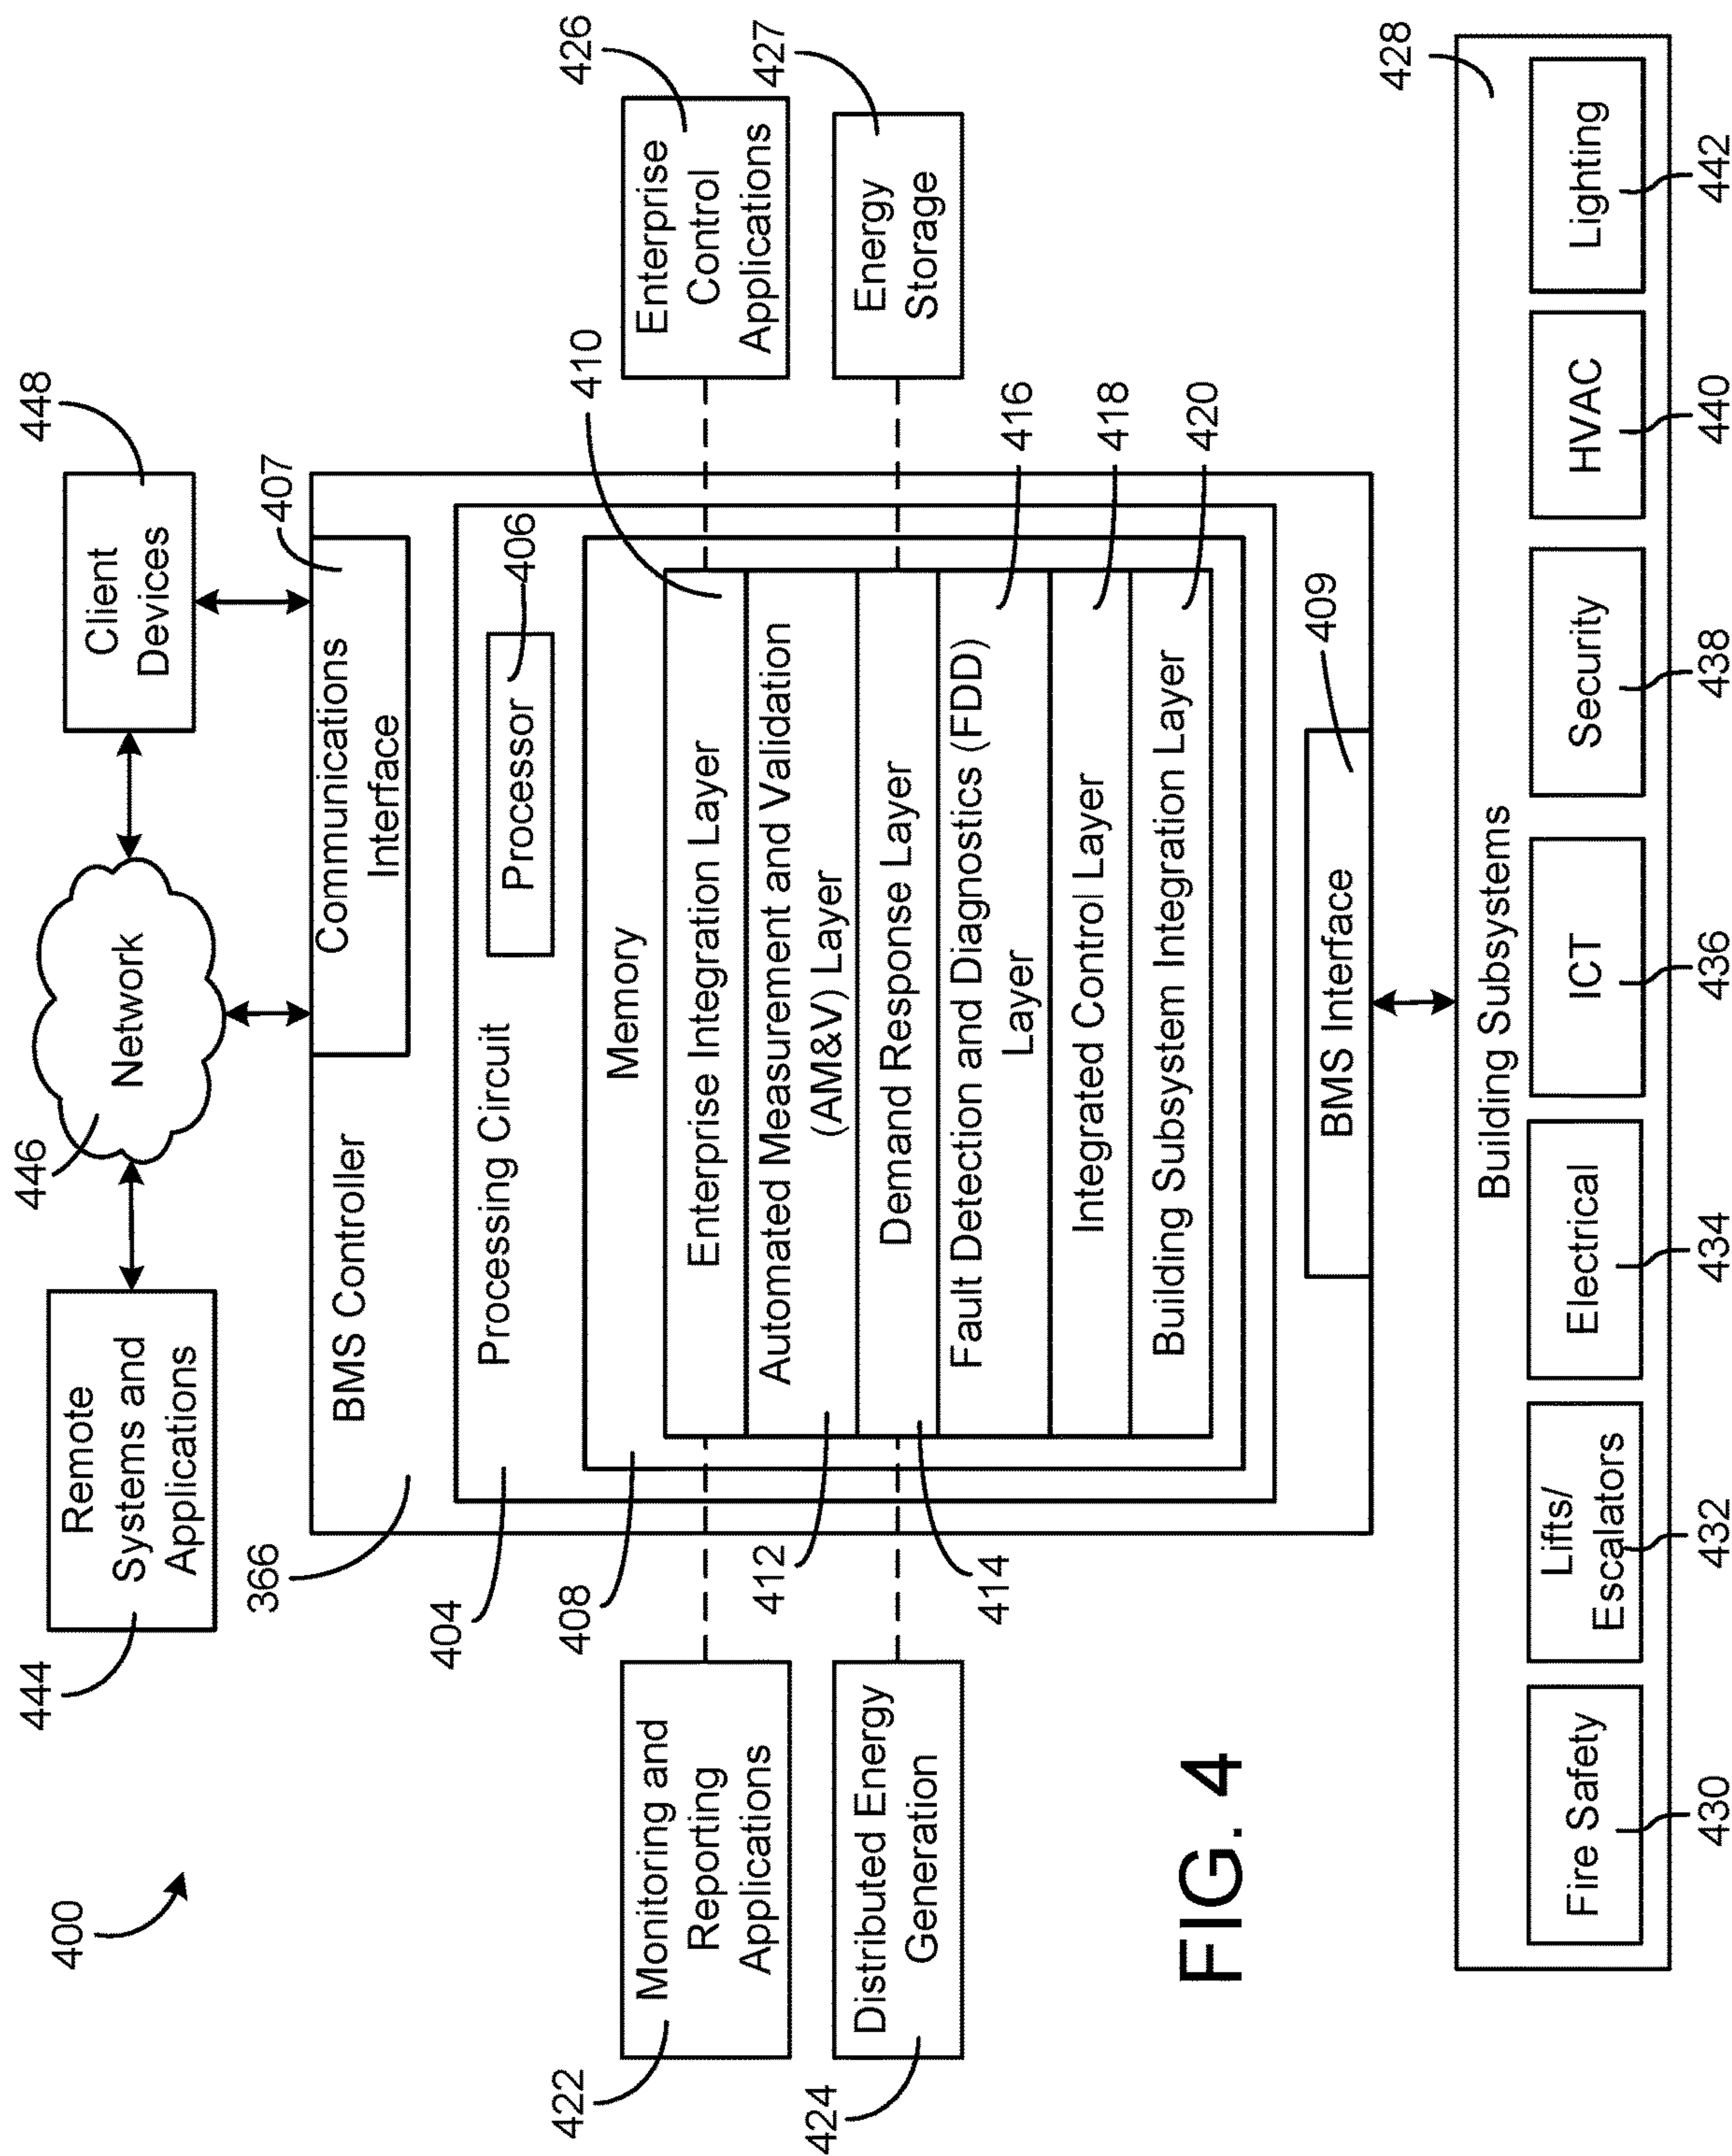 400
444
Remote
Systems and
Applications
446
Network
448
Client
Devices
366
BMS Controller
407
Communications
Interface
404
Processing Circuit
Processor
406
408
Memory
410
Enterprise Integration Layer
Automated Measurement and Validation
(AM&V) Layer
412
Demand Response Layer
414
Fault Detection and Diagnostics (FDD)
Layer
416
Integrated Control Layer
418
Building Subsystem Integration Layer
420
422
Monitoring and
Reporting
Applications
424
Distributed Energy
Generation
426
Enterprise
Control
Applications
427
Energy
Storage
BMS Interface
409
FIG. 4
Building Subsystems
428
Fire Safety
Lifts/
Escalators
Electrical
ICT
Security
HVAC
Lighting
430
432
434
436
438
440
442